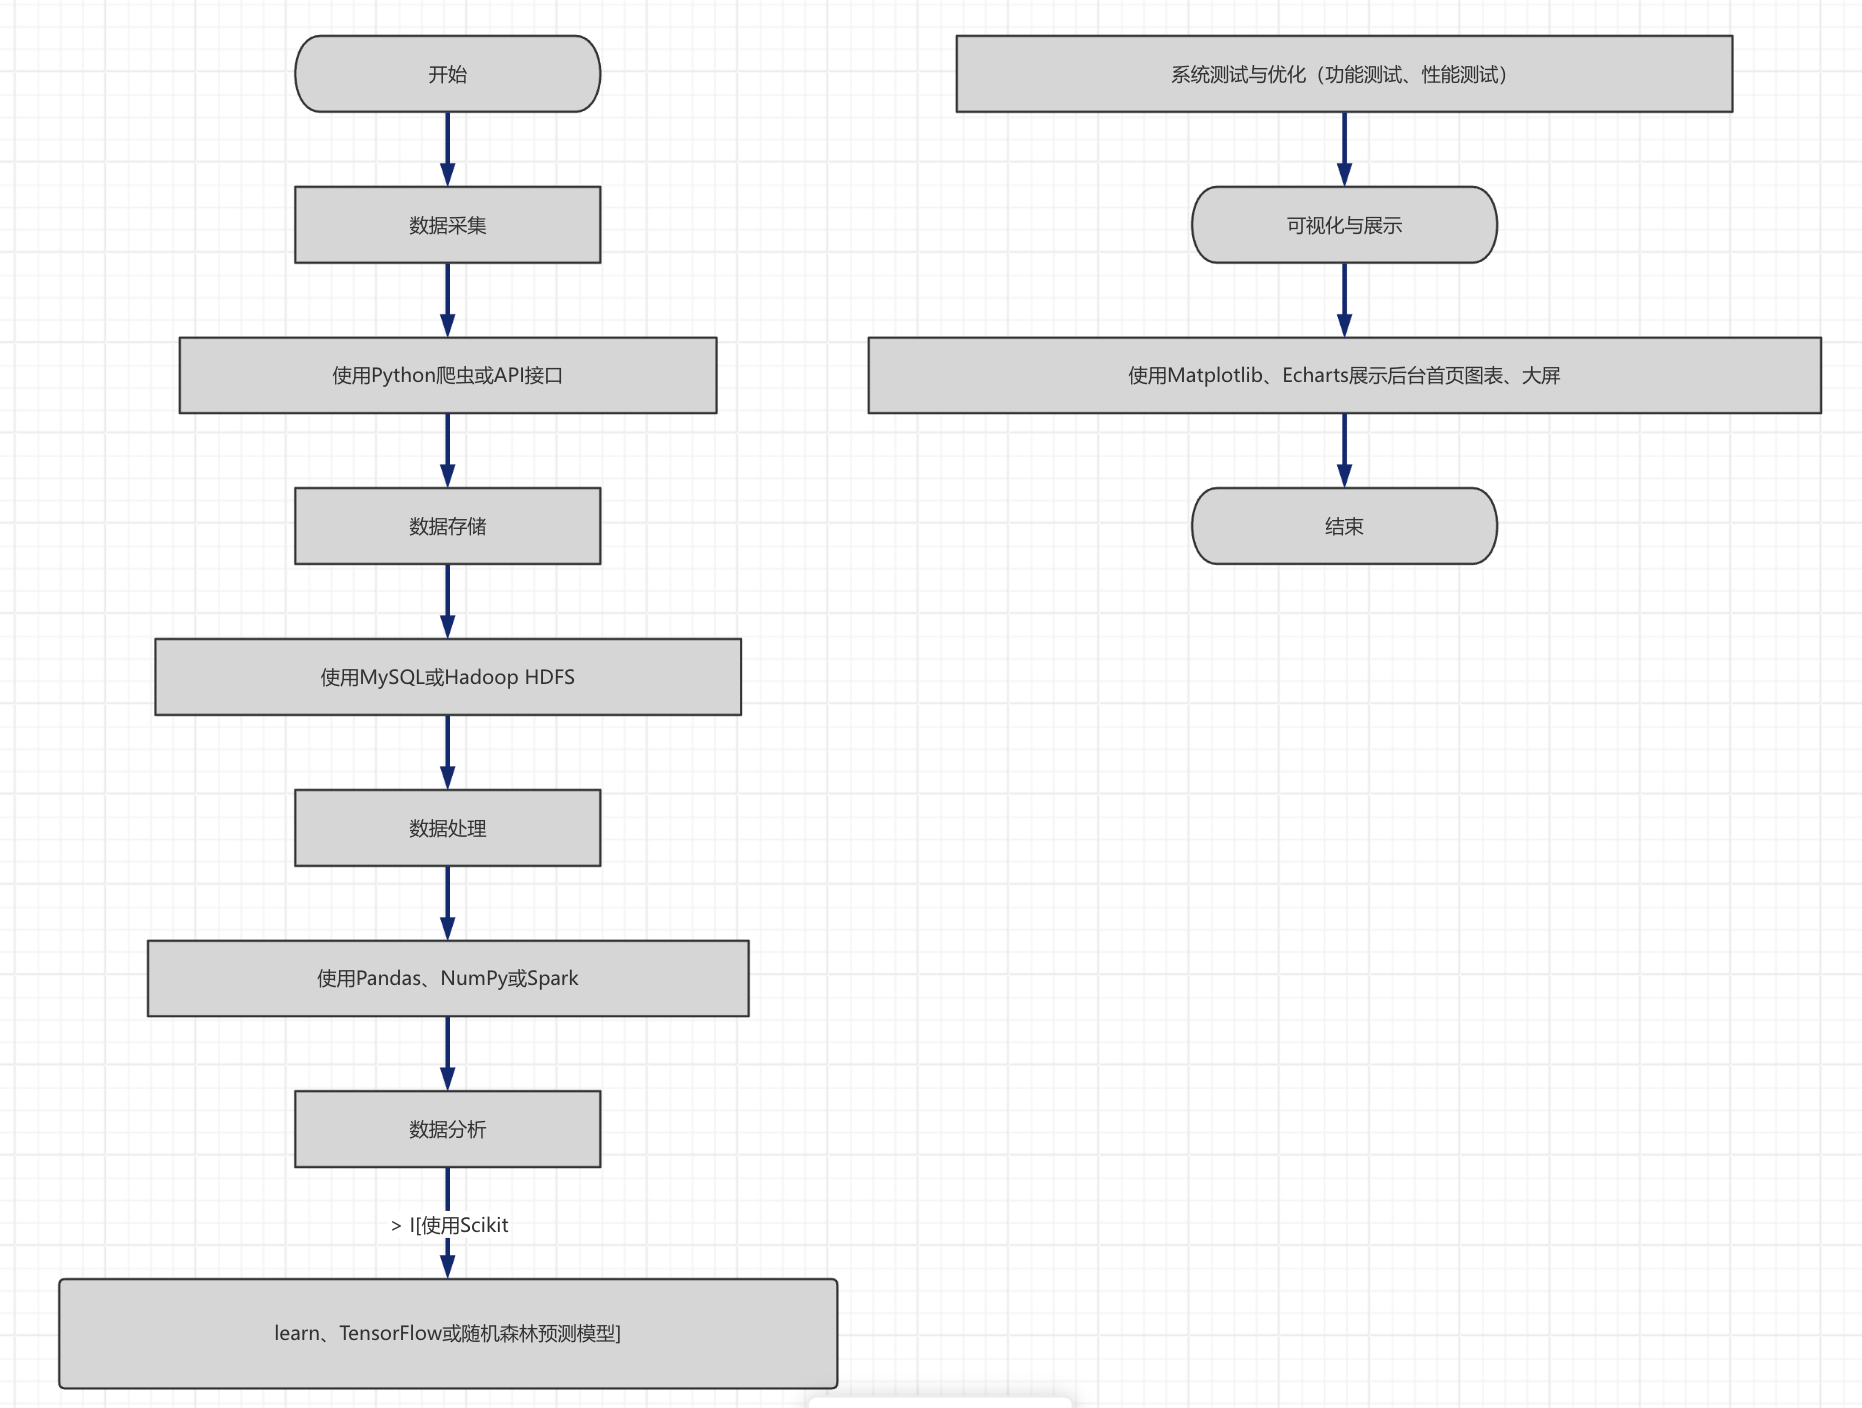 开始
数据采集
使用Python爬虫或API接口
数据存储
使用MySQL或Hadoop HDFS
数据处理
使用Pandas、NumPy或Spark
数据分析
> I[使用Scikit
learn、TensorFlow或随机森林预测模型]
系统测试与优化（功能测试、性能测试）
可视化与展示
使用Matplotlib、Echarts展示后台首页图表、大屏
结束